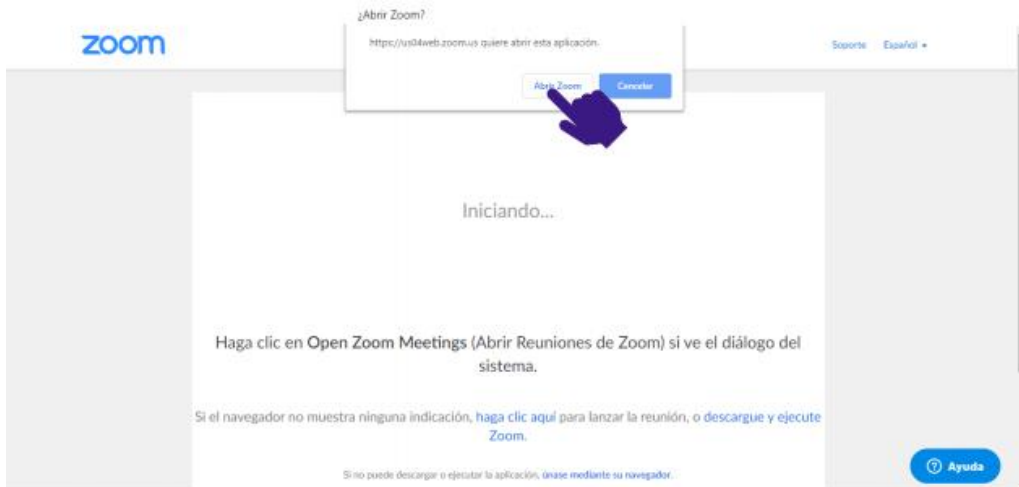 ¿Abrir Zoom?
https://us04web.zoom.us quiere abrir esta aplicación.
zoom
Soporte Español
Abrir Zoom Cancelar
Iniciando...
Haga clic en Open Zoom Meetings (Abrir Reuniones de Zoom) si ve el diálogo del
sistema.
Si el navegador no muestra ninguna indicación, haga clic aquí para lanzar la reunión, o descargue y ejecute
Zoom.
Si no puede descargar o ejecutar la aplicación, únase mediante su navegador.
Ayuda